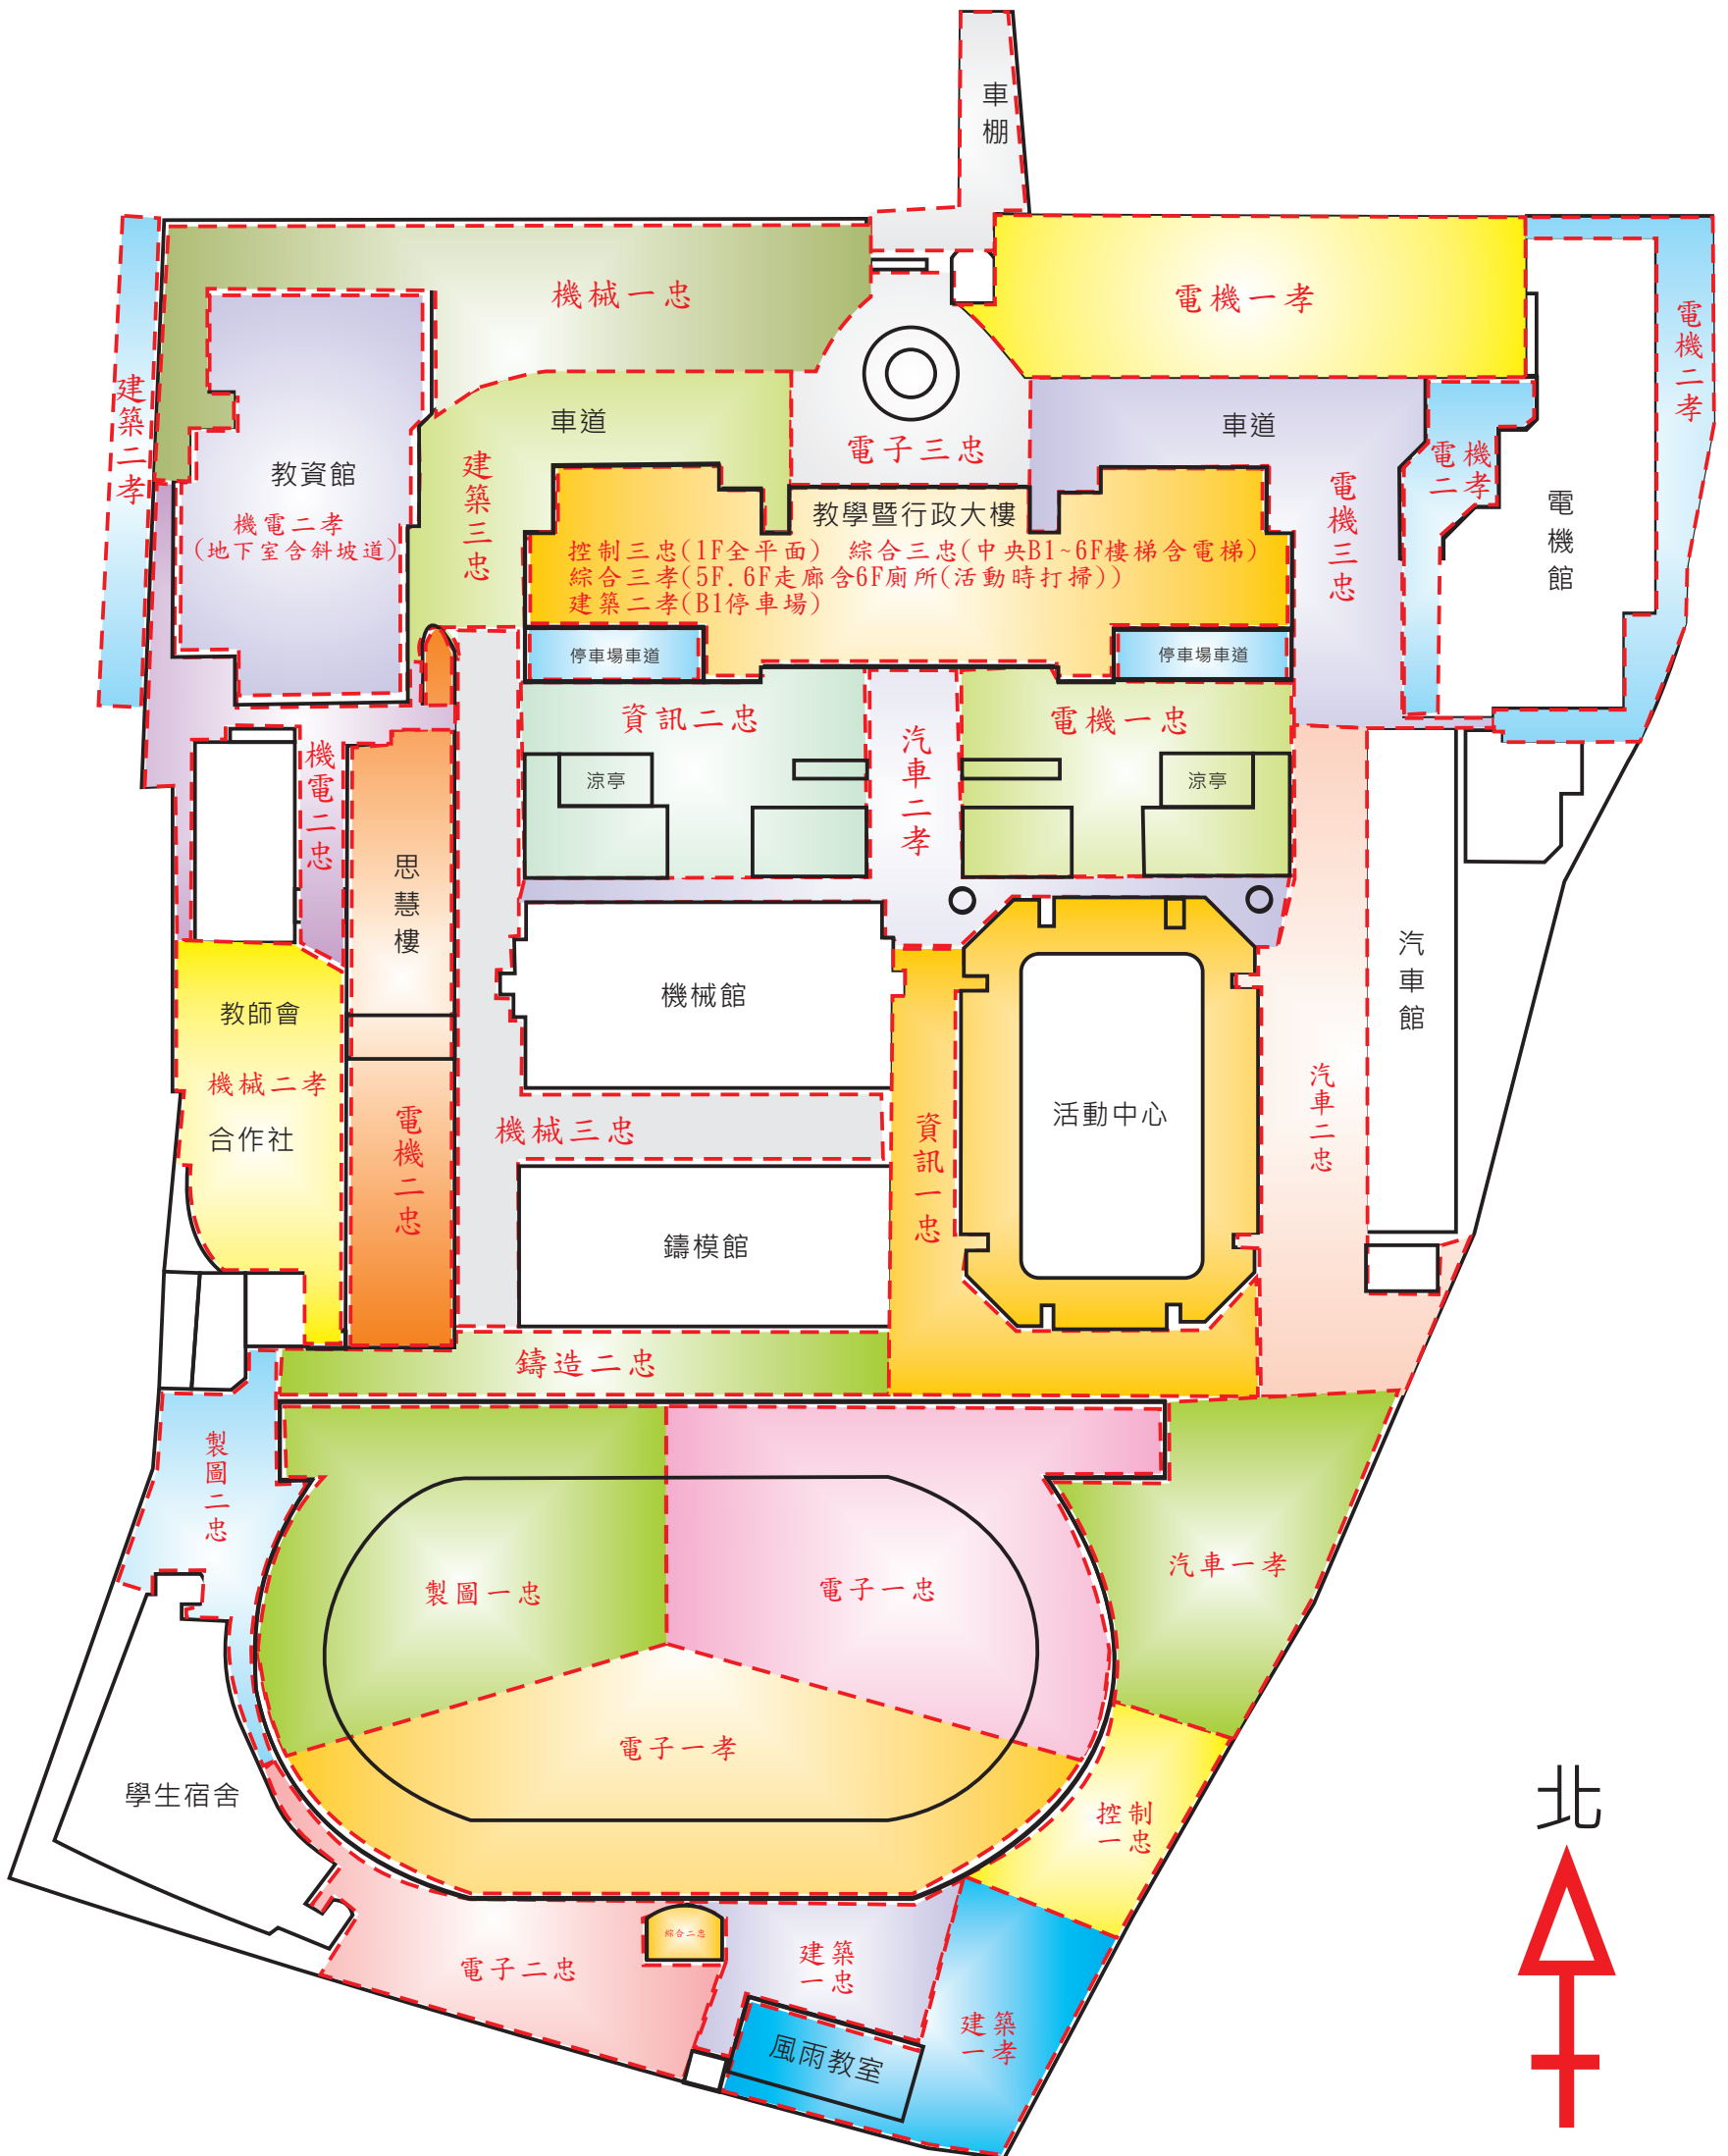 車棚
機械一忠
電機一孝
電機二孝
建築二孝
車道
車道
電子三忠
教資館
機電二孝
(地下室含斜坡道)
建築三忠
教學暨行政大樓
控制三忠(1F全平面) 綜合三忠(中央B1~6F樓梯含電梯)
綜合三孝(5F.6F走廊含6F廁所(活動時打掃))
建築二孝(B1停車場)
電機三忠
電機
二孝
電機館
停車場車道
停車場車道
資訊二忠
汽車二孝
電機一忠
機電二忠
涼亭
涼亭
思慧樓
機械館
汽車館
教師會
機械二孝
合作社
電機二忠
機械三忠
資訊一忠
活動中心
汽車二忠
鑄模館
鑄造二忠
製圖二忠
製圖一忠
電子一忠
汽車一孝
電子一孝
學生宿舍
控制
一忠
北
綜合二忠
電子二忠
建築
一忠
建築
一孝
風雨教室